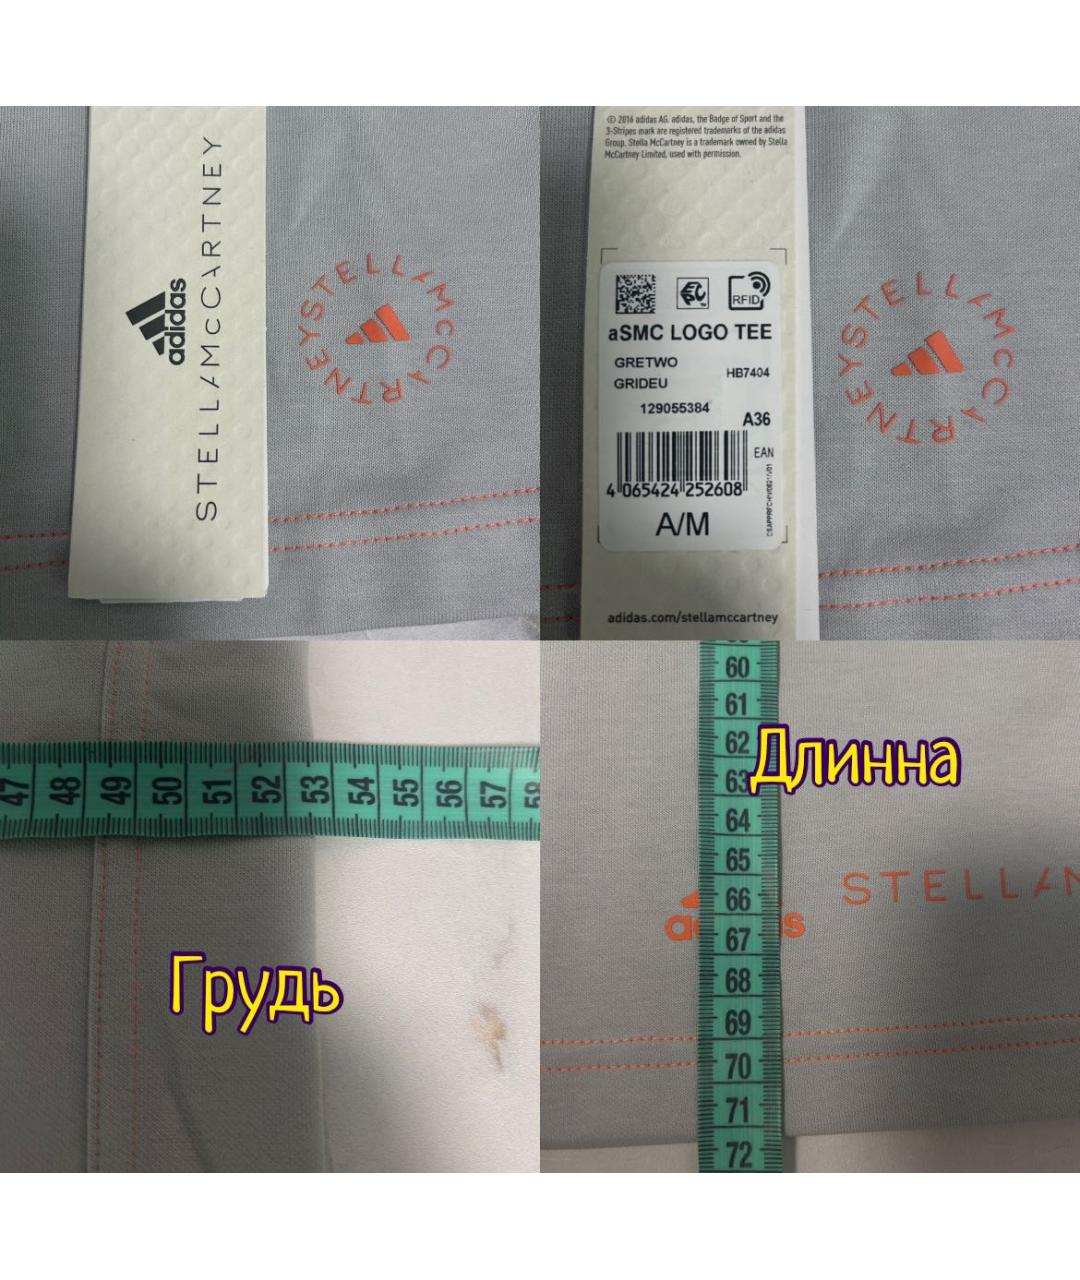 adidas
STELLAMcCARTNEY
STELLAMcCARTNEY
© 2016 adidas AG. adidas, the Badge of Sport and the
3-Stripes mark are registered trademarks of the adidas
Group. Stella McCartney is a trademark owned by Stella
McCartney Limited, used with permission.
RFID
aSMC LOGO TEE
GRETWO
GRIDEU
HB7404
129055384
A36
EAN
4 065424 252608
A/M
adidas.com/stellamccartney
STELLAMcCARTNEY
47 48 49 50 51 52 53 54 55 56 57 58
Грудь
60
61
62
Длинна
63
64
65
66
STELLAM
adidas
67
68
69
70
71
72